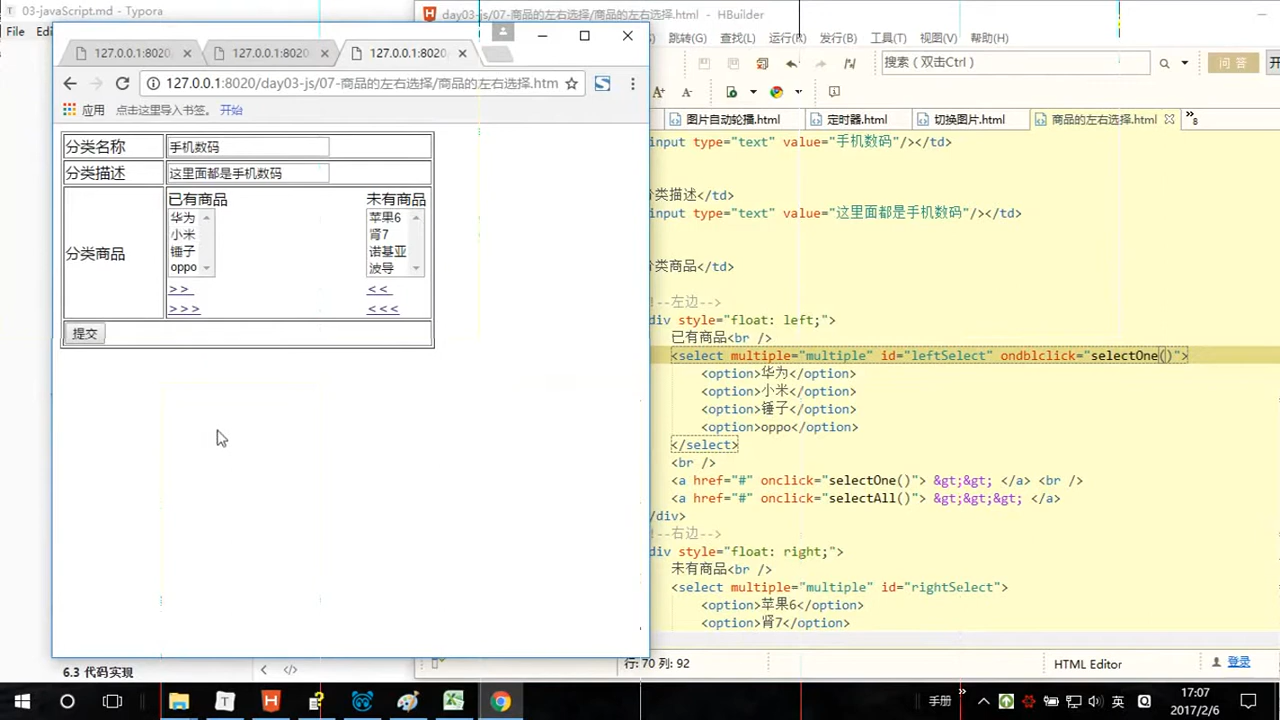 03-javaScript.md - Typora
day03-js/07-商品的左右选择/商品的左右选择.html - HBuilder
File
跳转(G) 查找(L) 运行(R) 发行(B) 工具(T) 视图(V) 帮助(H)
127.0.0.1:8020 127.0.0.1:8020 127.0.0.1:8020
搜索（双击Ctrl） 问答
127.0.0.1:8020/day03-js/07-商品的左右选择/商品的左右选择.htm
应用 点击这里导入书签。 开始
图片自动轮播.html 定时器.html 切换图片.html 商品的左右选择.html 8
分类名称 手机数码
分类描述 这里面都是手机数码
分类商品
已有商品 未有商品
华为 苹果6
小米 肾7
锤子 诺基亚
oppo 波导
>> <<
>>> <<<
提交
input type="text" value="手机数码"/></td>
分类描述</td>
input type="text" value="这里面都是手机数码"/></td>
分类商品</td>
!--左边-->
div style="float: left;">
已有商品<br />
<select multiple="multiple" id="leftSelect" ondblclick="selectOne()">
<option>华为</option>
<option>小米</option>
<option>锤子</option>
<option>oppo</option>
</select>
<br />
<a href="#" onclick="selectOne()"> &gt;&gt; </a> <br />
<a href="#" onclick="selectAll()"> &gt;&gt;&gt; </a>
/div>
!--右边-->
div style="float: right;">
未有商品<br />
<select multiple="multiple" id="rightSelect">
<option>苹果6</option>
<option>肾7</option>
6.3 代码实现 </>
行: 70 列: 92 HTML Editor 登录
手册 英 17:07
2017/2/6